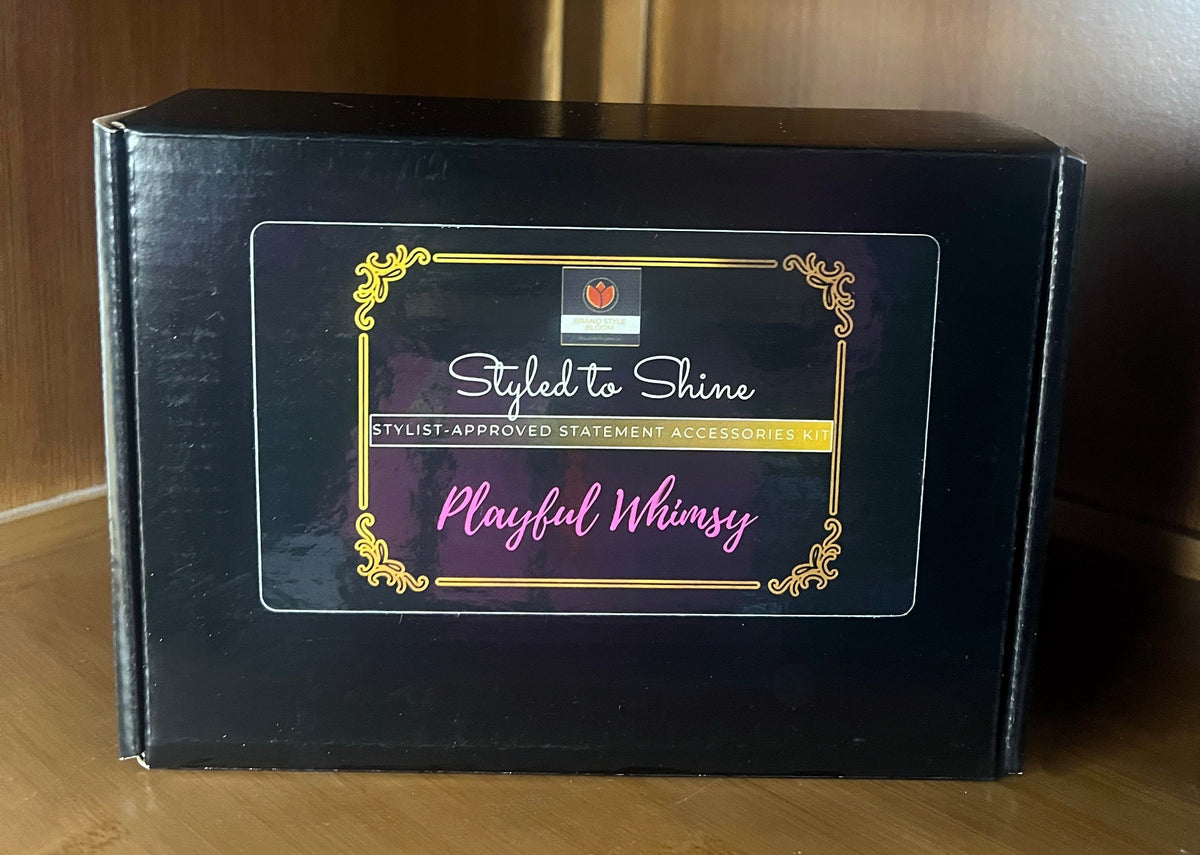 BRAND STYLE
BLOOM
Styled to Shine
STYLIST-APPROVED STATEMENT ACCESSORIES KIT
Playful Whimsy